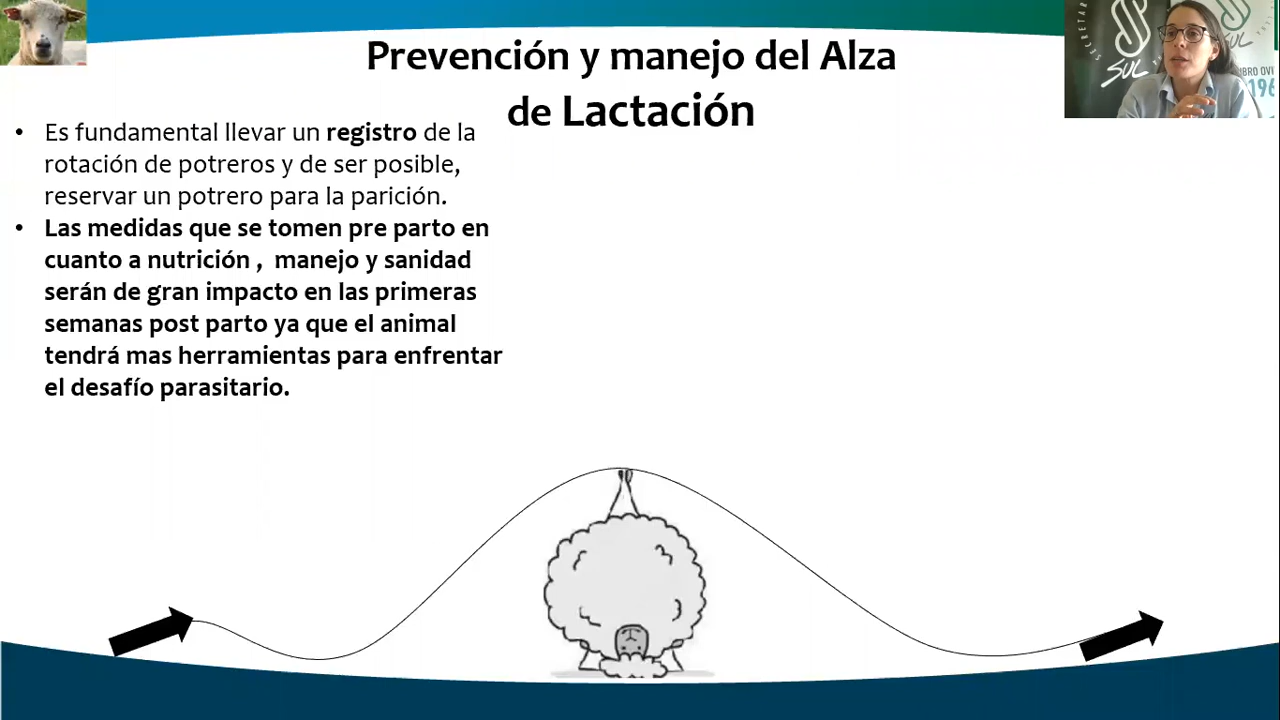 Prevención y manejo del Alza
de Lactación
• Es fundamental llevar un registro de la
rotación de potreros y de ser posible,
reservar un potrero para la parición.
• Las medidas que se tomen pre parto en
cuanto a nutrición , manejo y sanidad
serán de gran impacto en las primeras
semanas post parto ya que el animal
tendrá mas herramientas para enfrentar
el desafío parasitario.
SUL
SUL
196